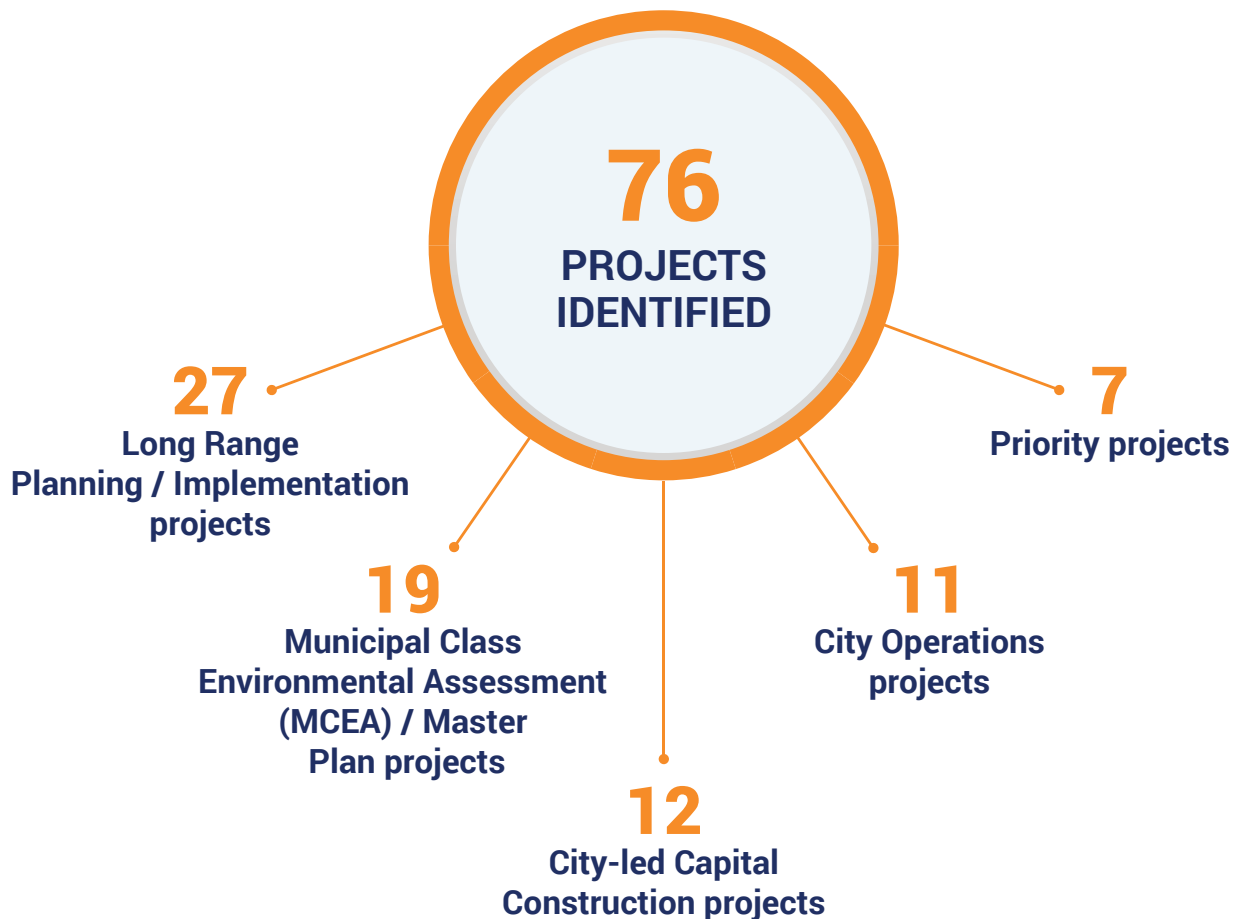 76
PROJECTS
IDENTIFIED
27
Long Range
Planning / Implementation
projects
19
Municipal Class
Environmental Assessment
(MCEA) / Master
Plan projects
12
City-led Capital
Construction projects
11
City Operations
projects
7
Priority projects